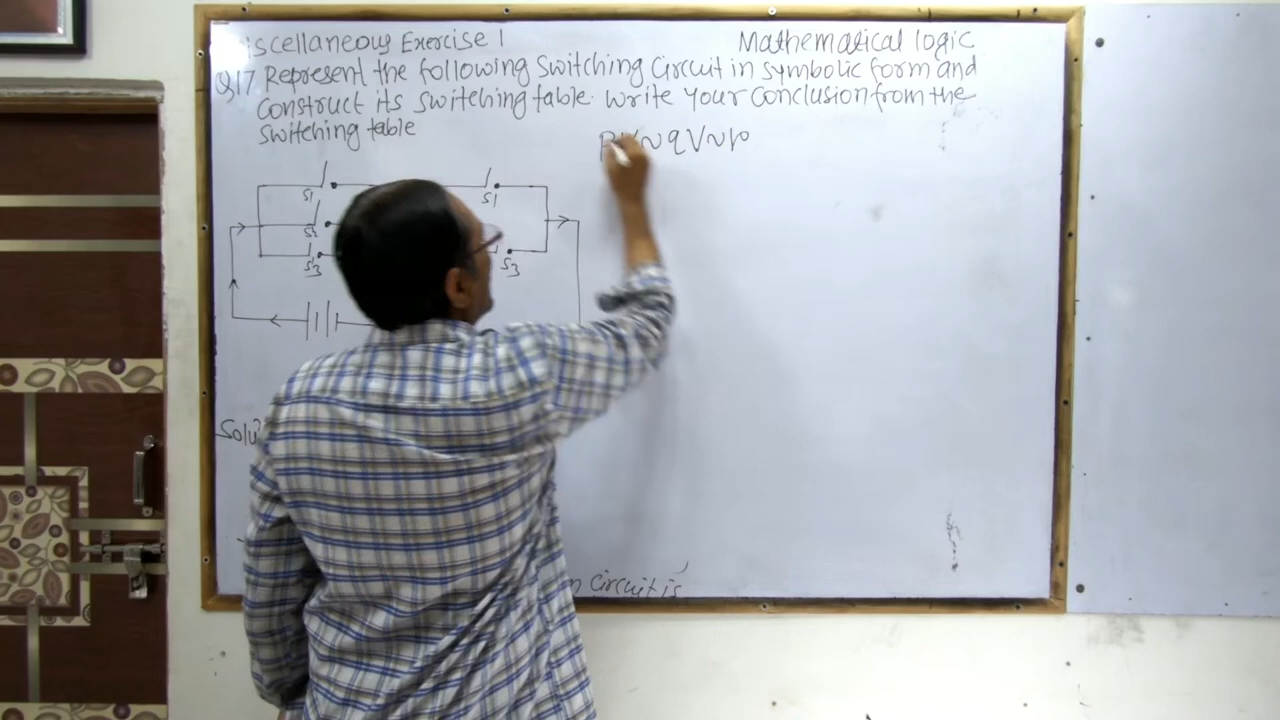 iscellaneous Exercise 1 Mathematical logic
Q,17 Represent the following Switching Circuit in symbolic form and
construct its switching table. Write your conclusion from the
switching table
p V ~q V ~p
S1 S1
S2
S3 S3
Solu
n circuit is